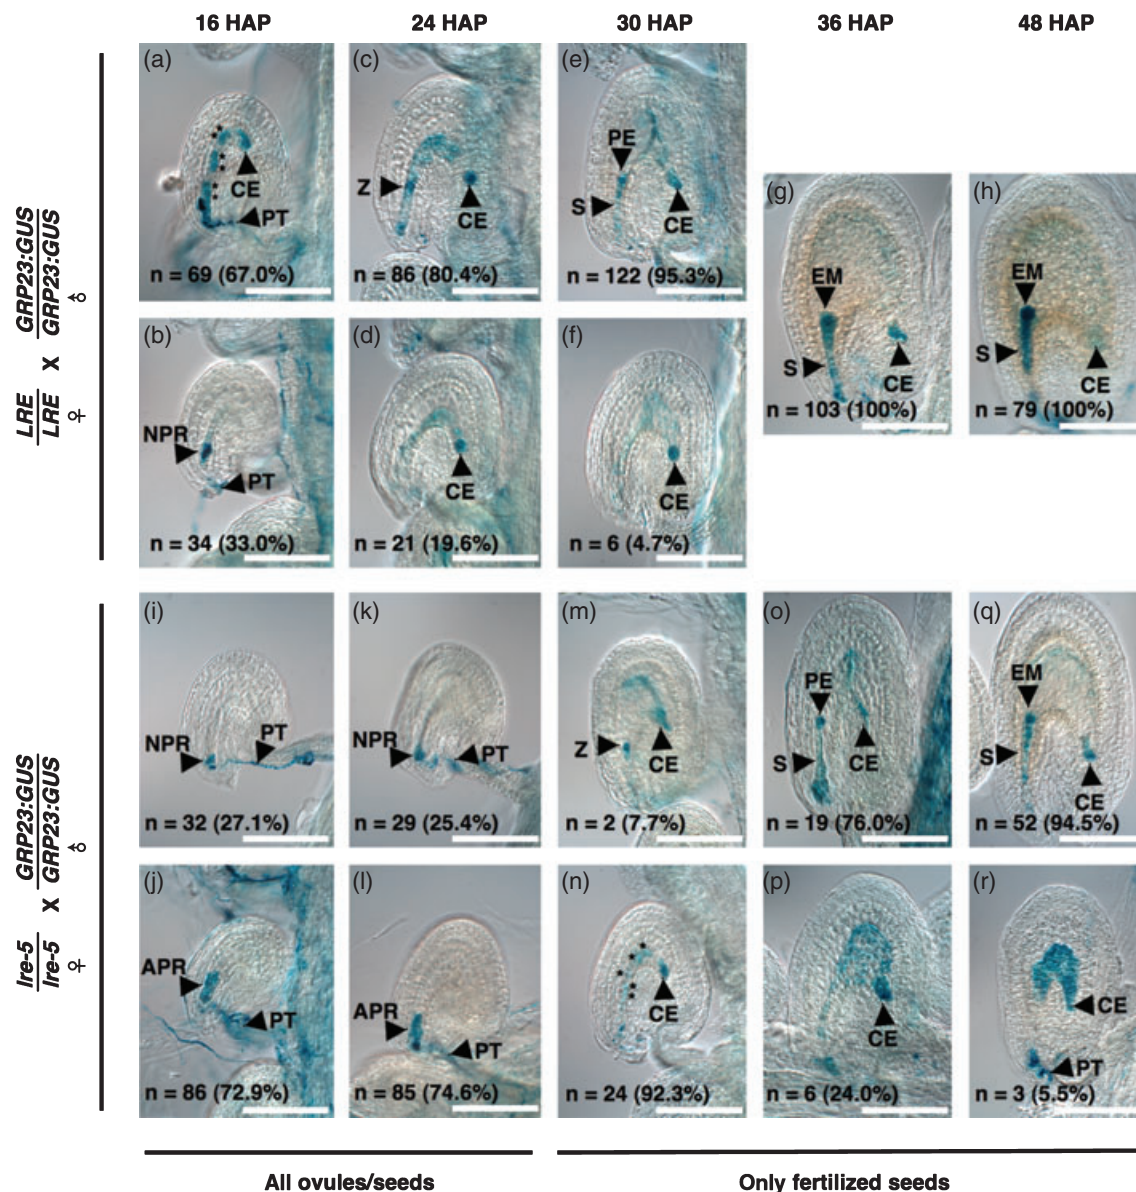 16 HAP 24 HAP 30 HAP 36 HAP 48 HAP
LRE
LRE
X
GRP23:GUS
GRP23:GUS
♀ ♂
(a)
CE
PT
n = 69 (67.0%)
(c)
Z
CE
n = 86 (80.4%)
(e)
PE
S
CE
n = 122 (95.3%)
(g)
EM
S
CE
n = 103 (100%)
(h)
EM
S
CE
n = 79 (100%)
(b)
NPR
PT
n = 34 (33.0%)
(d)
CE
n = 21 (19.6%)
(f)
CE
n = 6 (4.7%)
lre-5
lre-5
X
GRP23:GUS
GRP23:GUS
♀ ♂
(i)
PT
NPR
n = 32 (27.1%)
(k)
NPR
PT
n = 29 (25.4%)
(m)
Z
CE
n = 2 (7.7%)
(o)
PE
S
CE
n = 19 (76.0%)
(q)
EM
S
CE
n = 52 (94.5%)
(j)
APR
PT
n = 86 (72.9%)
(l)
APR
PT
n = 85 (74.6%)
(n)
CE
n = 24 (92.3%)
(p)
CE
n = 6 (24.0%)
(r)
CE
PT
n = 3 (5.5%)
All ovules/seeds Only fertilized seeds